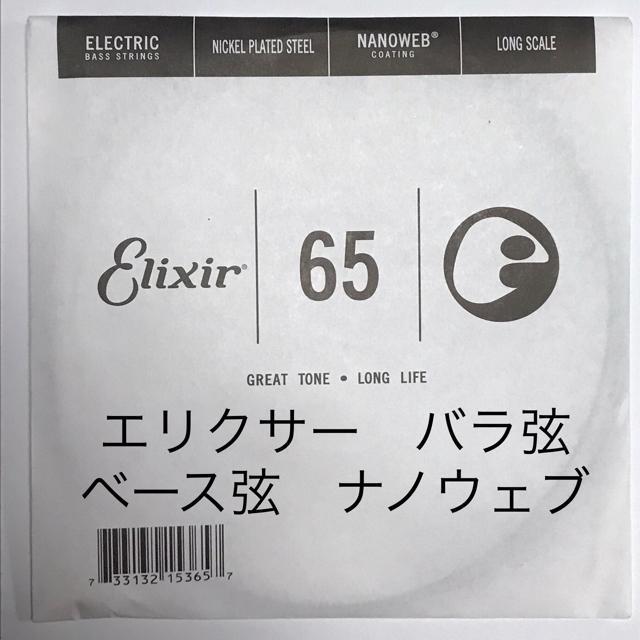 ELECTRIC
BASS STRINGS
NICKEL PLATED STEEL
NANOWEB®
COATING
LONG SCALE
Elixir®
65
GREAT TONE • LONG LIFE
エリクサー　バラ弦
ベース弦　ナノウェブ
7 33132 15365 7